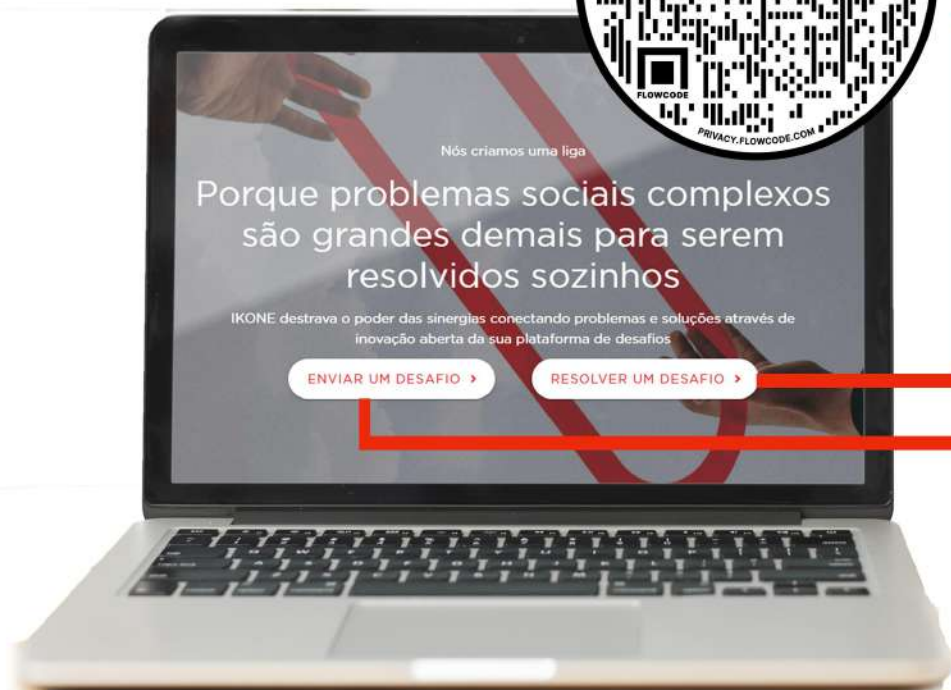 FLOWCODE
PRIVACY.FLOWCODE.COM
Nós criamos uma liga
Porque problemas sociais complexos
são grandes demais para serem
resolvidos sozinhos
IKONE destrava o poder das sinergias conectando problemas e soluções através de
inovação aberta da sua plataforma de desafios
ENVIAR UM DESAFIO >
RESOLVER UM DESAFIO >